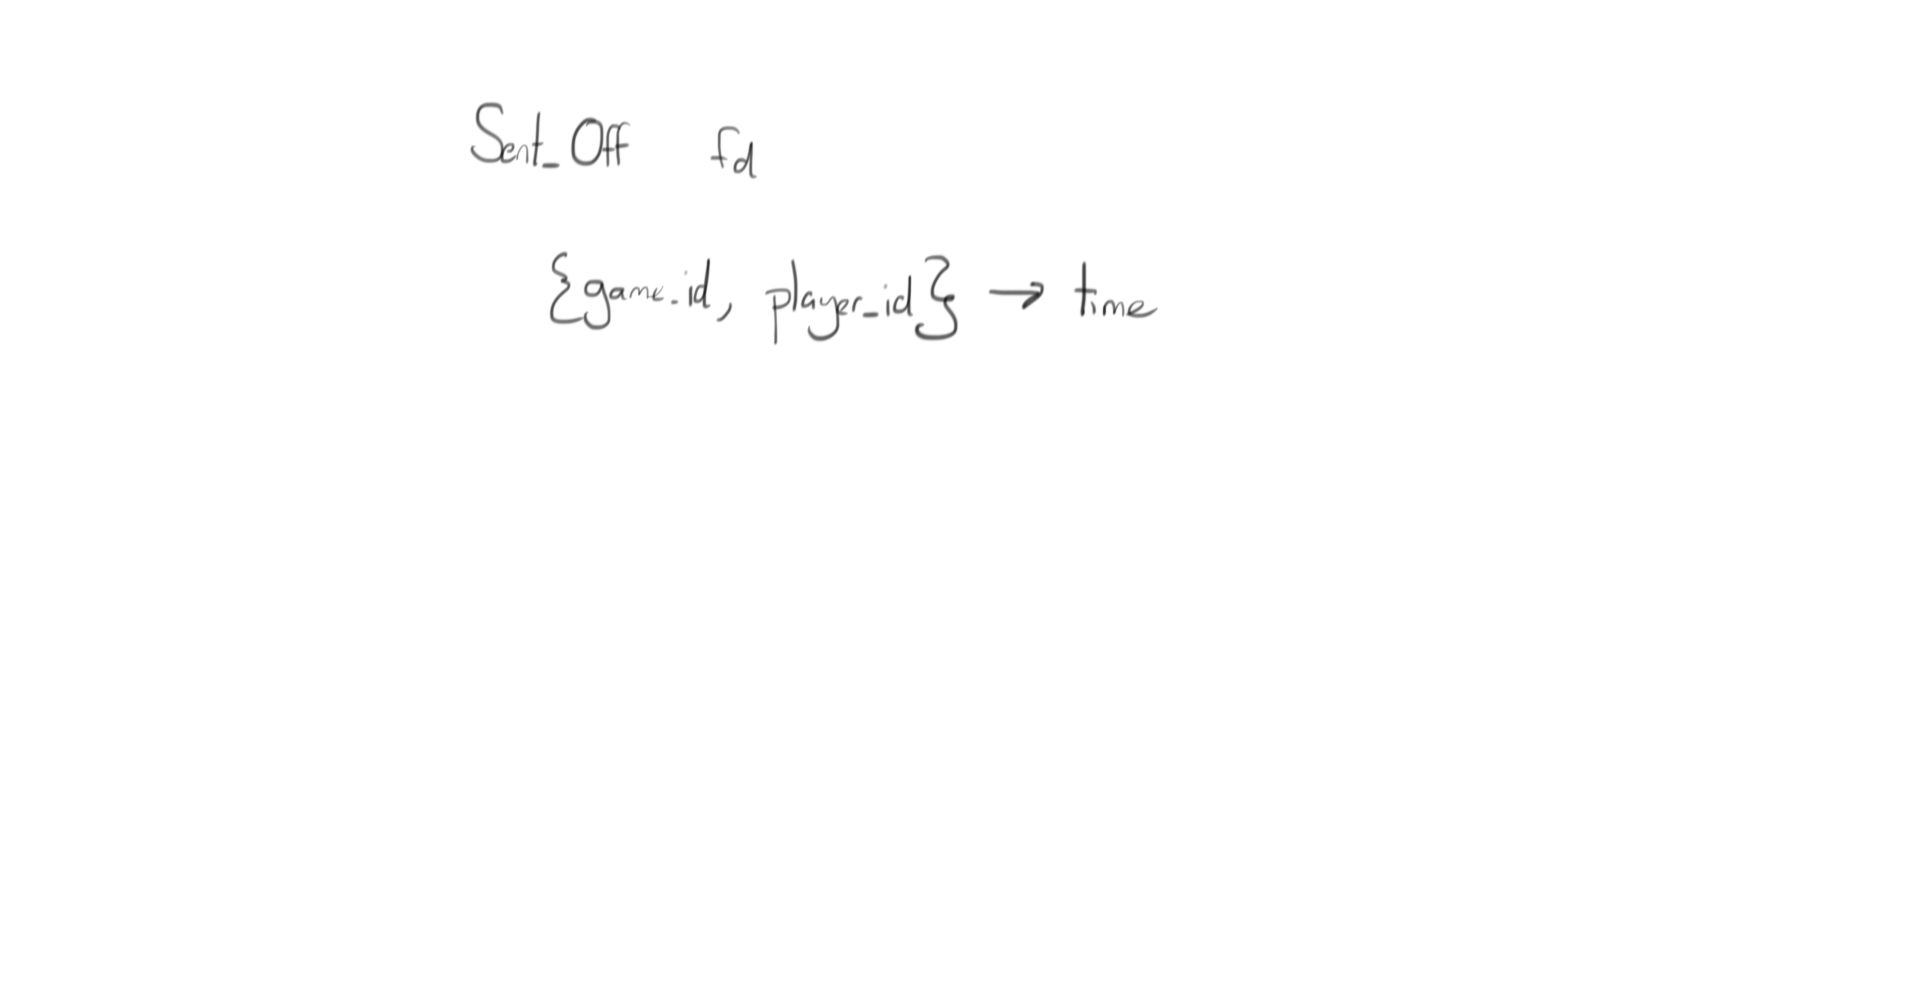 Sent_Off fd
{game_id, player_id} → time